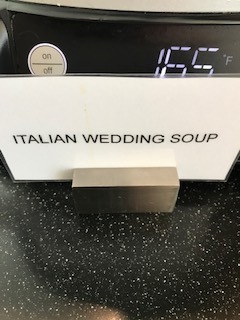 on
off
165 °F
ITALIAN WEDDING SOUP